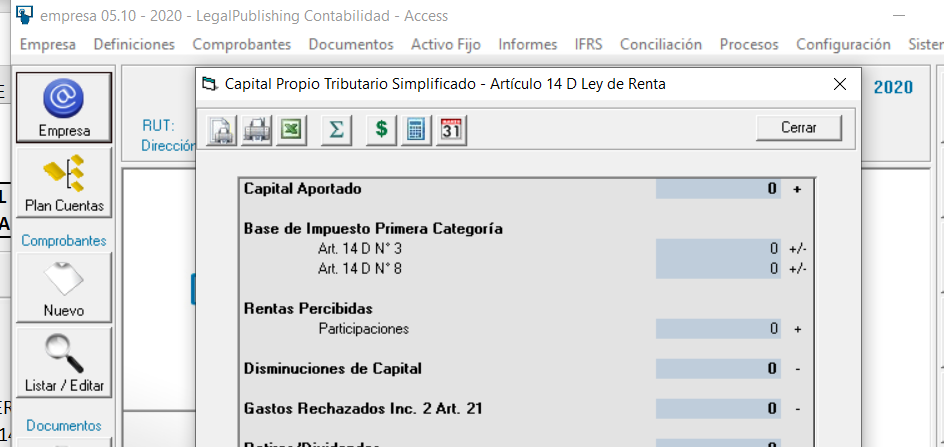 empresa 05.10 - 2020 - LegalPublishing Contabilidad - Access
Empresa Definiciones Comprobantes Documentos Activo Fijo Informes IFRS Conciliación Procesos Configuración Sister
Capital Propio Tributario Simplificado - Artículo 14 D Ley de Renta
2020
Empresa
RUT:
Dirección
Σ $ 31
Cerrar
Plan Cuentas
Capital Aportado 0 +
Base de Impuesto Primera Categoría
Art. 14 D N° 3 0 +/-
Art. 14 D N° 8 0 +/-
Comprobantes
Nuevo
Rentas Percibidas
Participaciones 0 +
Disminuciones de Capital 0 -
Listar / Editar
Gastos Rechazados Inc. 2 Art. 21 0 -
Documentos
Retiros/Dividendos 0